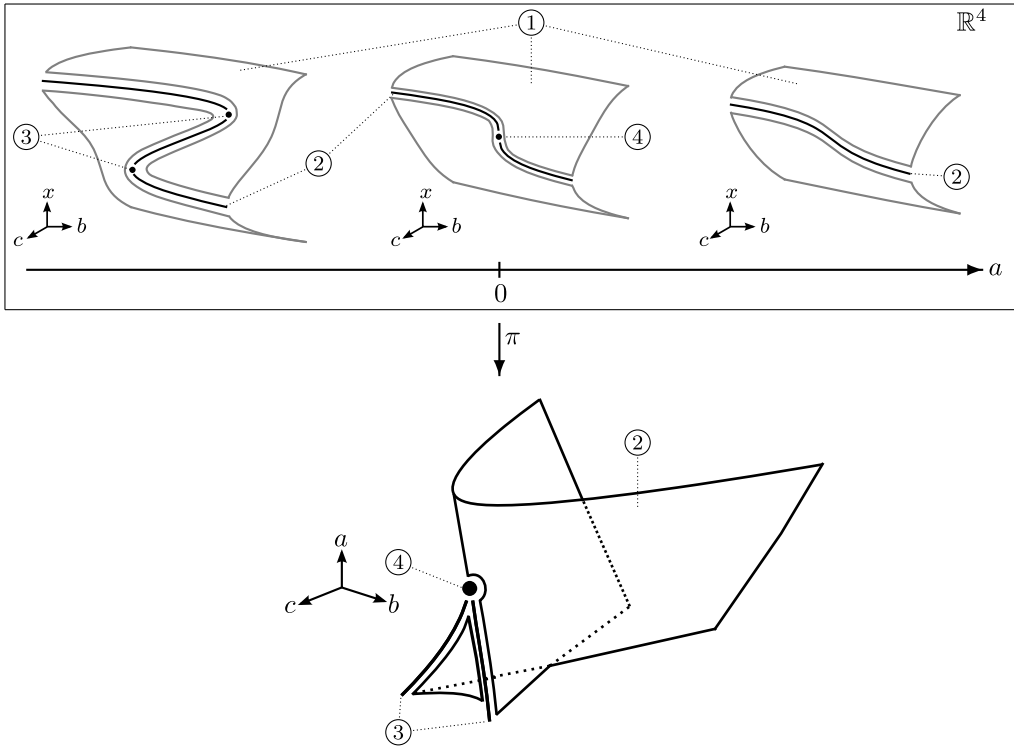 ① ℝ⁴
③ ② ④ ②
x x x
c b c b c b
0 a
π
②
a
④
c b
③